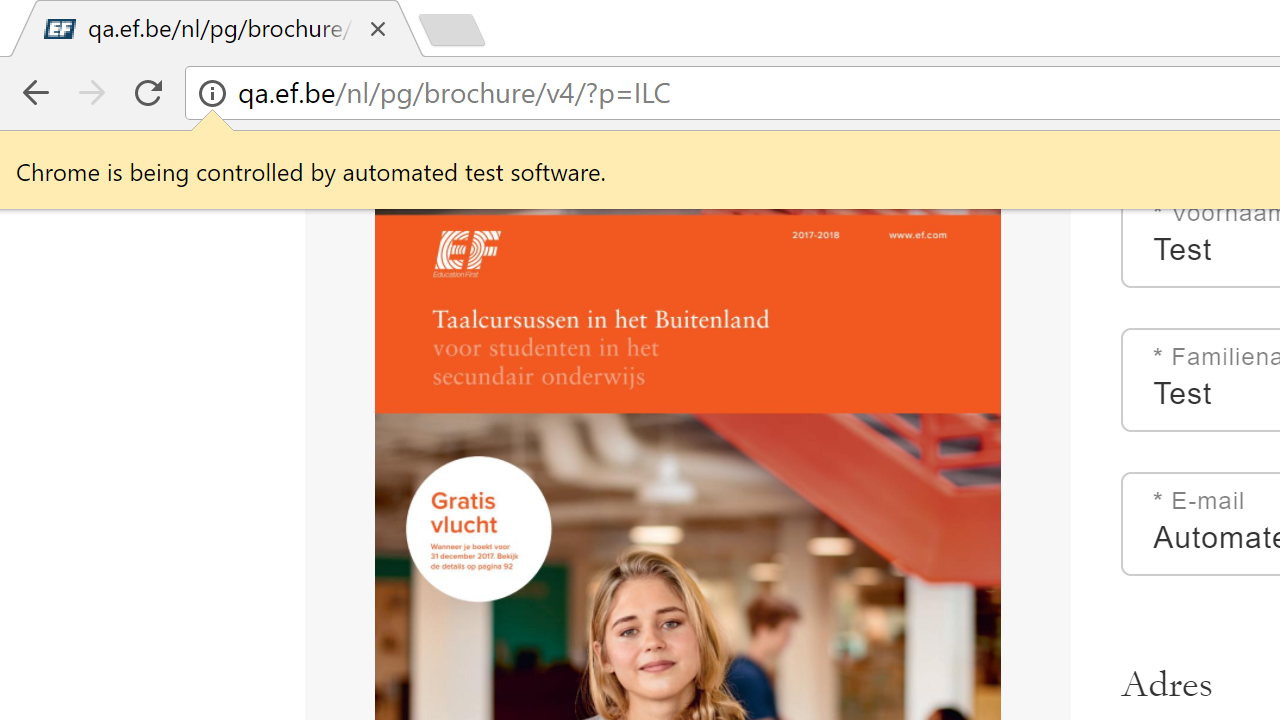 EF qa.ef.be/nl/pg/brochure/
qa.ef.be/nl/pg/brochure/v4/?p=ILC
Chrome is being controlled by automated test software.
EF
Education First
2017-2018 www.ef.com
Taalcursussen in het Buitenland
voor studenten in het
secundair onderwijs
Gratis
vlucht
Wanneer je boekt voor
31 december 2017. Bekijk
de details op pagina 92
* Voornaam
Test
* Familiena
Test
* E-mail
Automate
Adres